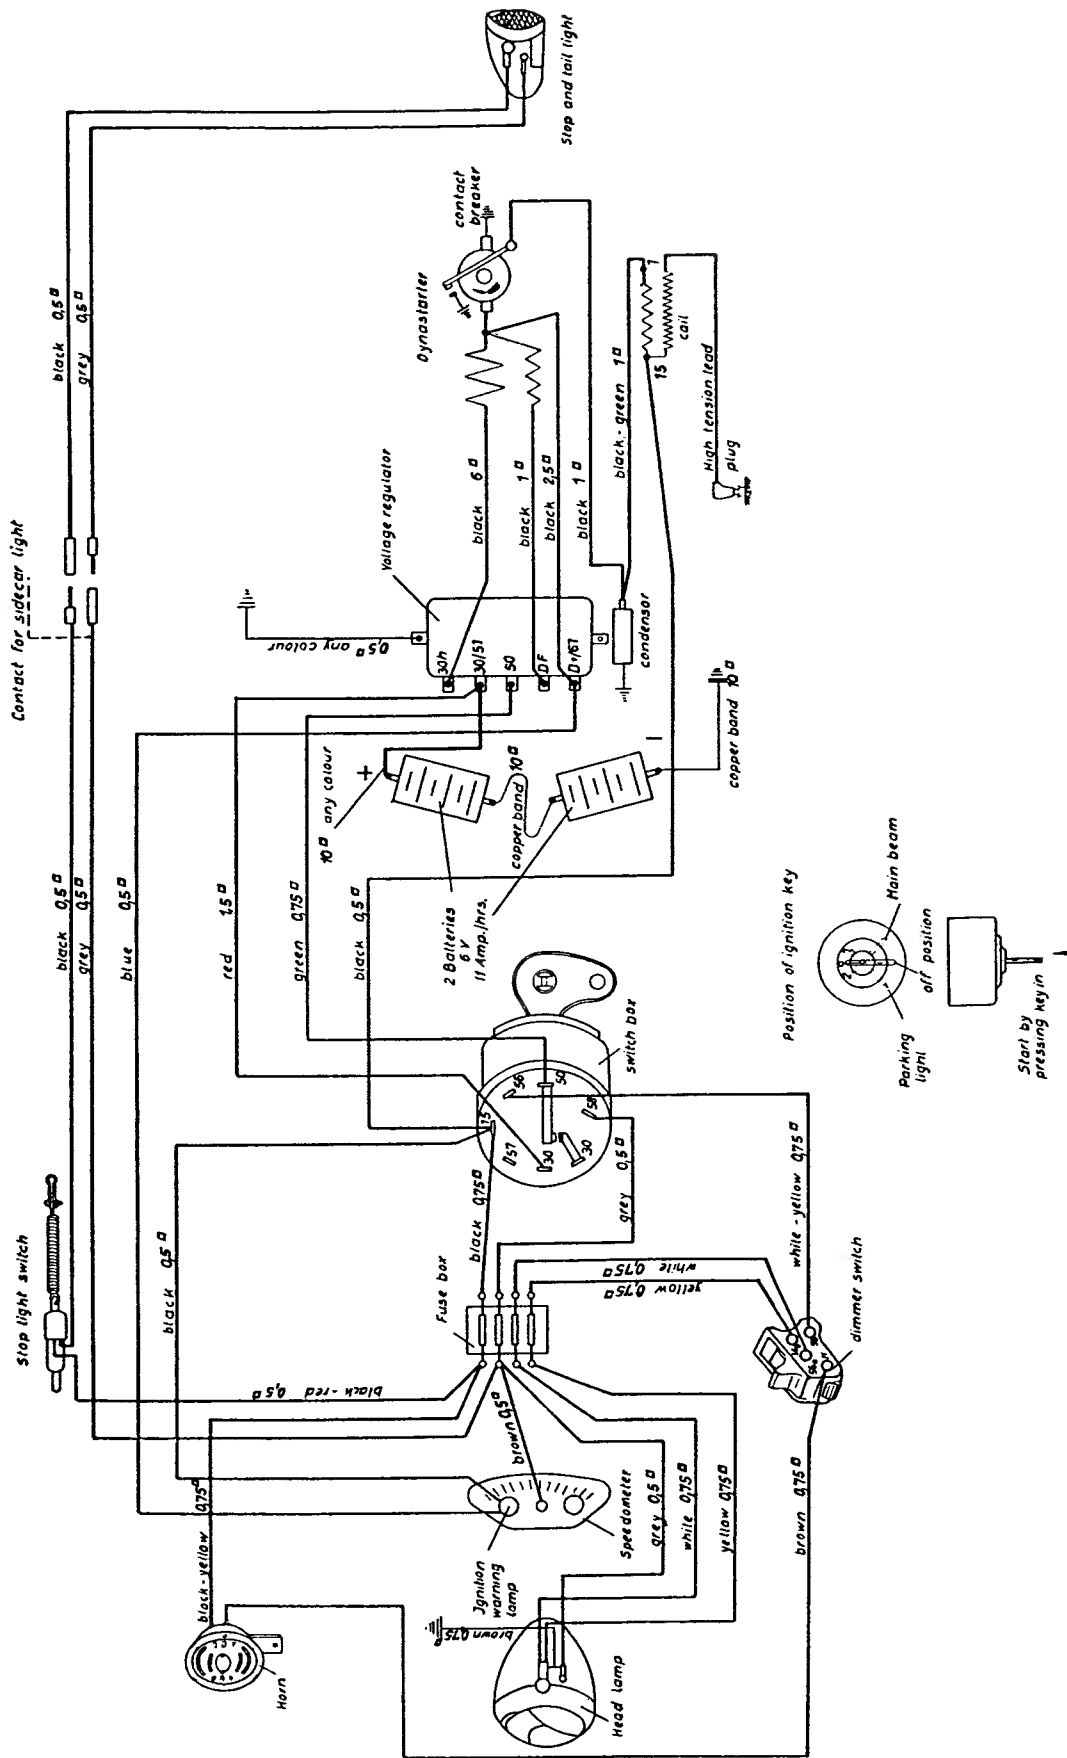 Stop and tail light
black 0,5¤
grey 0,5¤
Contact for sidecar light
black 0,5¤
grey 0,5¤
blue 0,5¤
red 1,5¤
green 0,75¤
black 0,5¤
Stop light switch
black 0,5¤
black-red 0,5¤
black-yellow 0,75¤
Horn
contact
breaker
Dynastarter
Voltage regulator
0,5¤ any colour
30h
30/51
50
DF
D+/61
black 6¤
black 1¤
black 2,5¤
black 1¤
black-green 1¤
1
15
coil
High tension lead
plug
condensor
copper band 10¤
+
10¤ any colour
copper band 10¤
–
2 Batteries
6 V
11 Amp./hrs.
switch box
15
56
50
58
30
30
57
black 0,75¤
grey 0,5¤
Fuse box
white 0,75¤
yellow 0,75¤
white-yellow 0,75¤
dimmer switch
brown 0,75¤
brown 0,5¤
Speedometer
Jgnition
warning
lamp
grey 0,5¤
white 0,75¤
yellow 0,75¤
brown 0,75¤
Head lamp
Position of ignition key
Main beam
off position
Parking
light
2
Start by
pressing key in